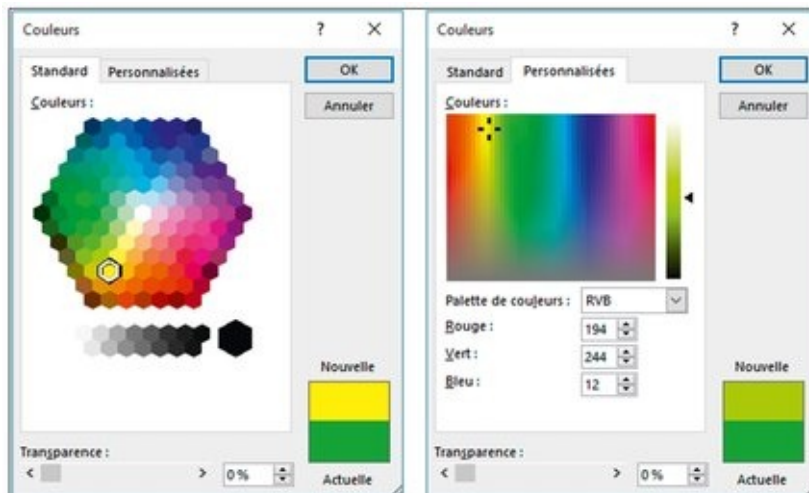 Couleurs ? ×
Standard Personnalisées
Couleurs :
OK
Annuler
Nouvelle
Transparence :
< > 0 %
Actuelle
Couleurs ? ×
Standard Personnalisées
Couleurs :
OK
Annuler
Palette de couleurs : RVB
Rouge : 194
Vert : 244
Bleu : 12
Nouvelle
Transparence :
< > 0 %
Actuelle